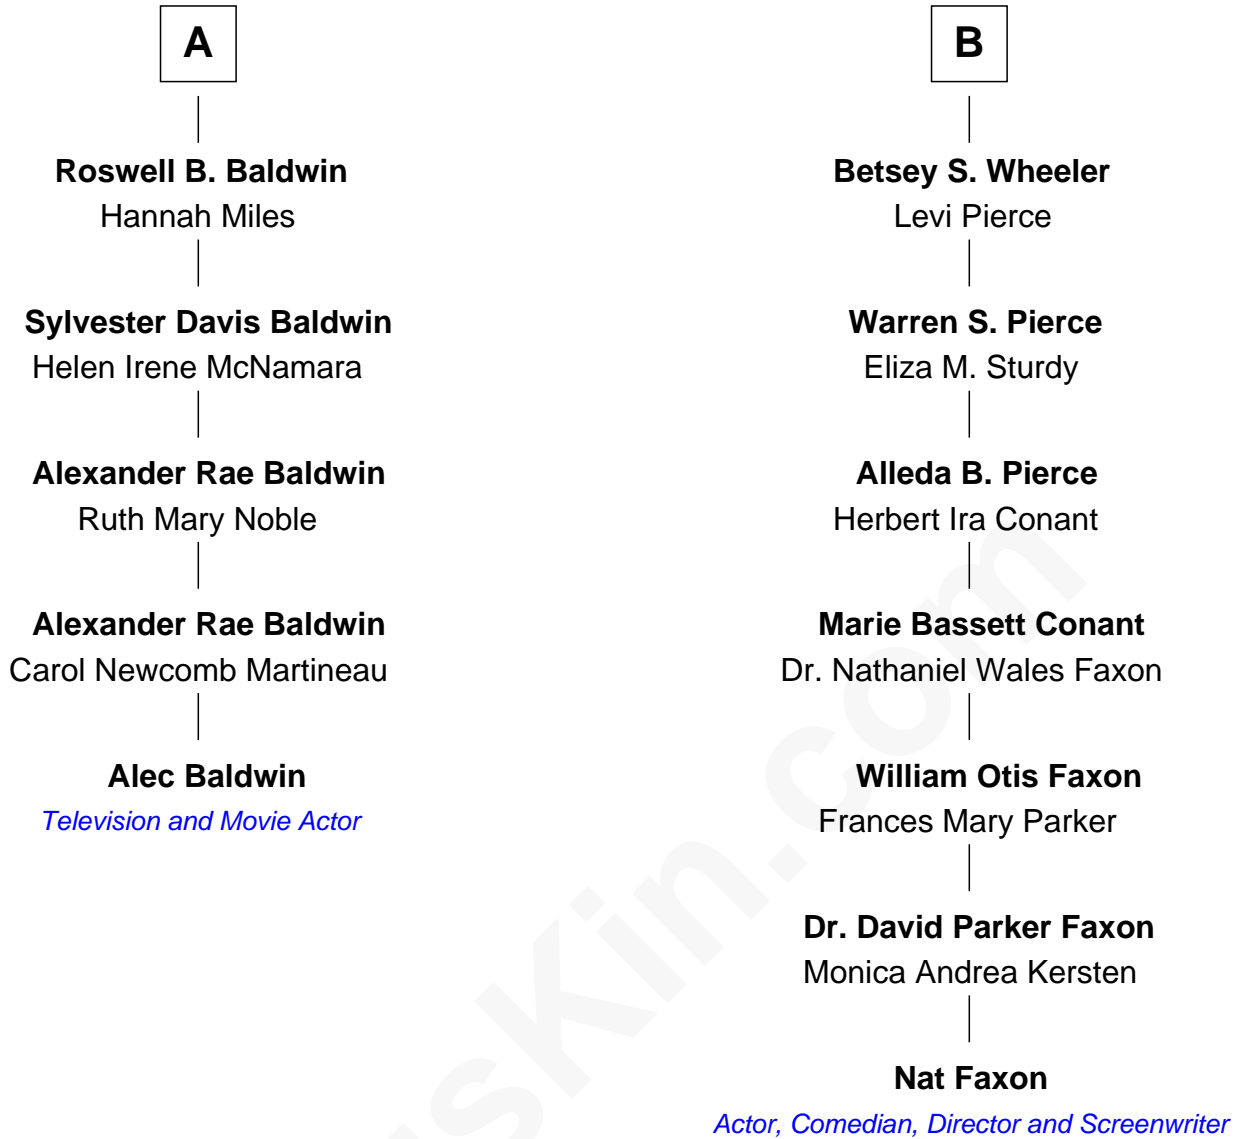 A
Roswell B. Baldwin
Hannah Miles
Sylvester Davis Baldwin
Helen Irene McNamara
Alexander Rae Baldwin
Ruth Mary Noble
Alexander Rae Baldwin
Carol Newcomb Martineau
Alec Baldwin
Television and Movie Actor
B
Betsey S. Wheeler
Levi Pierce
Warren S. Pierce
Eliza M. Sturdy
Alleda B. Pierce
Herbert Ira Conant
Marie Bassett Conant
Dr. Nathaniel Wales Faxon
William Otis Faxon
Frances Mary Parker
Dr. David Parker Faxon
Monica Andrea Kersten
Nat Faxon
Actor, Comedian, Director and Screenwriter
sKin.com